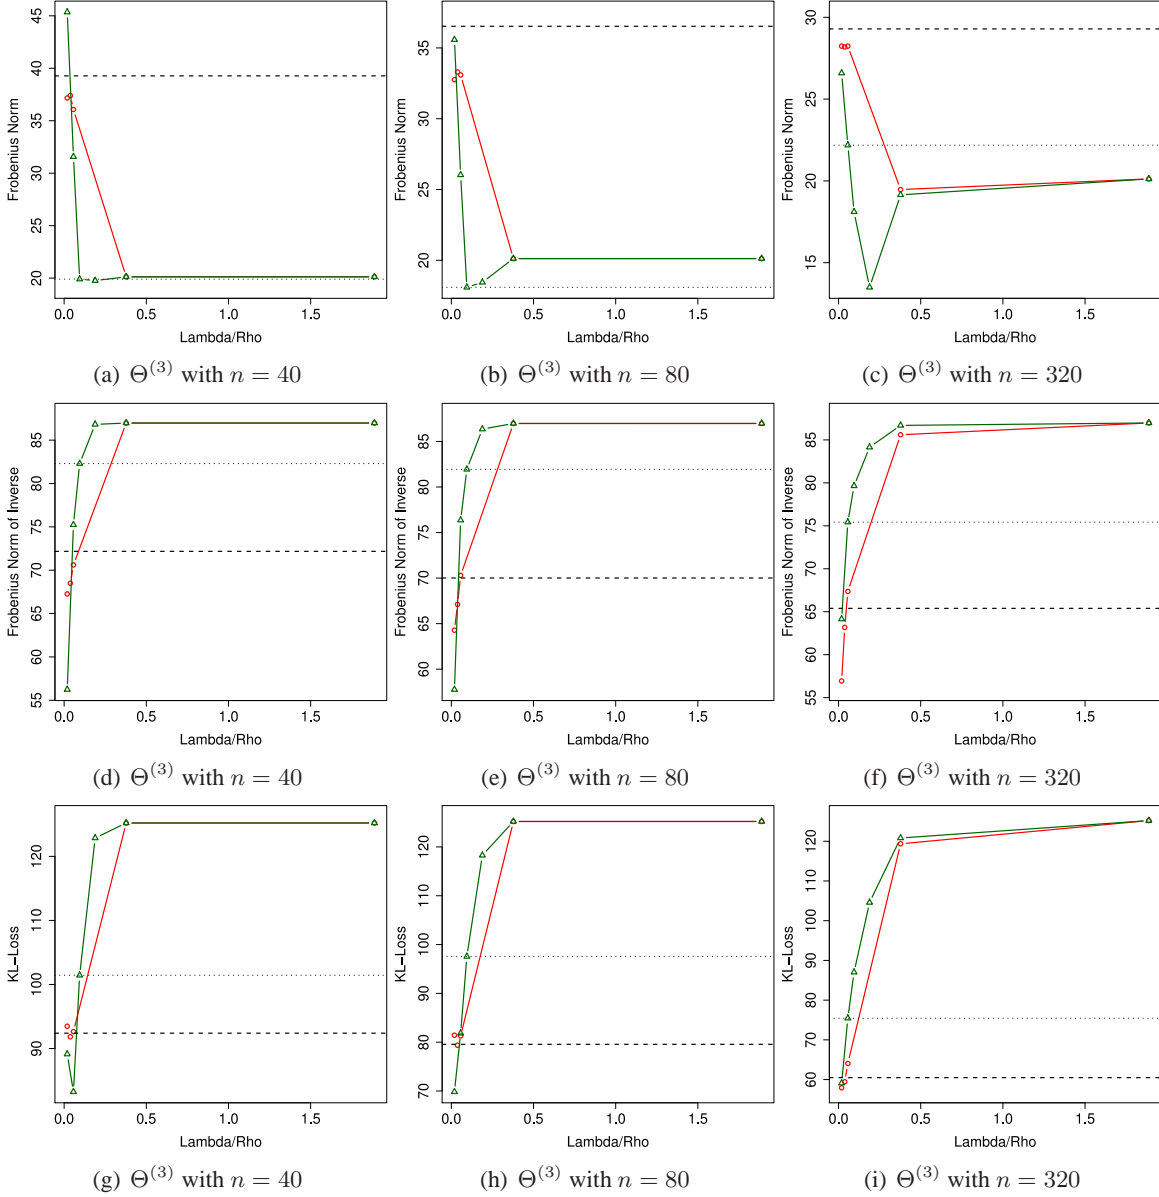 45
40
35
30
25
20
Frobenius Norm
0.0 0.5 1.0 1.5
Lambda/Rho
(a) Θ(3) with n = 40
35
30
25
20
Frobenius Norm
0.0 0.5 1.0 1.5
Lambda/Rho
(b) Θ(3) with n = 80
30
25
20
15
Frobenius Norm
0.0 0.5 1.0 1.5
Lambda/Rho
(c) Θ(3) with n = 320
85
80
75
70
65
60
55
Frobenius Norm of Inverse
0.0 0.5 1.0 1.5
Lambda/Rho
(d) Θ(3) with n = 40
85
80
75
70
65
60
Frobenius Norm of Inverse
0.0 0.5 1.0 1.5
Lambda/Rho
(e) Θ(3) with n = 80
85
80
75
70
65
60
55
Frobenius Norm of Inverse
0.0 0.5 1.0 1.5
Lambda/Rho
(f) Θ(3) with n = 320
120
110
100
90
KL−Loss
0.0 0.5 1.0 1.5
Lambda/Rho
(g) Θ(3) with n = 40
120
110
100
90
80
70
KL−Loss
0.0 0.5 1.0 1.5
Lambda/Rho
(h) Θ(3) with n = 80
120
110
100
90
80
70
60
KL−Loss
0.0 0.5 1.0 1.5
Lambda/Rho
(i) Θ(3) with n = 320